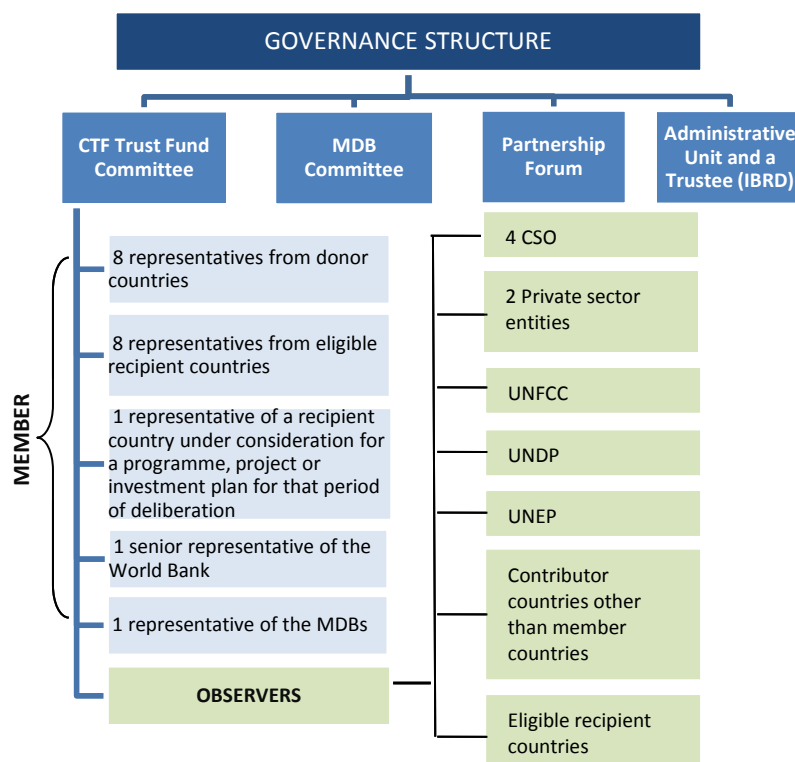 GOVERNANCE STRUCTURE
CTF Trust Fund
Committee
MDB
Committee
Partnership
Forum
Administrative
Unit and a
Trustee (IBRD)
MEMBER
8 representatives from donor
countries
8 representatives from eligible
recipient countries
1 representative of a recipient
country under consideration for
a programme, project or
investment plan for that period
of deliberation
1 senior representative of the
World Bank
1 representative of the MDBs
OBSERVERS
4 CSO
2 Private sector
entities
UNFCC
UNDP
UNEP
Contributor
countries other
than member
countries
Eligible recipient
countries